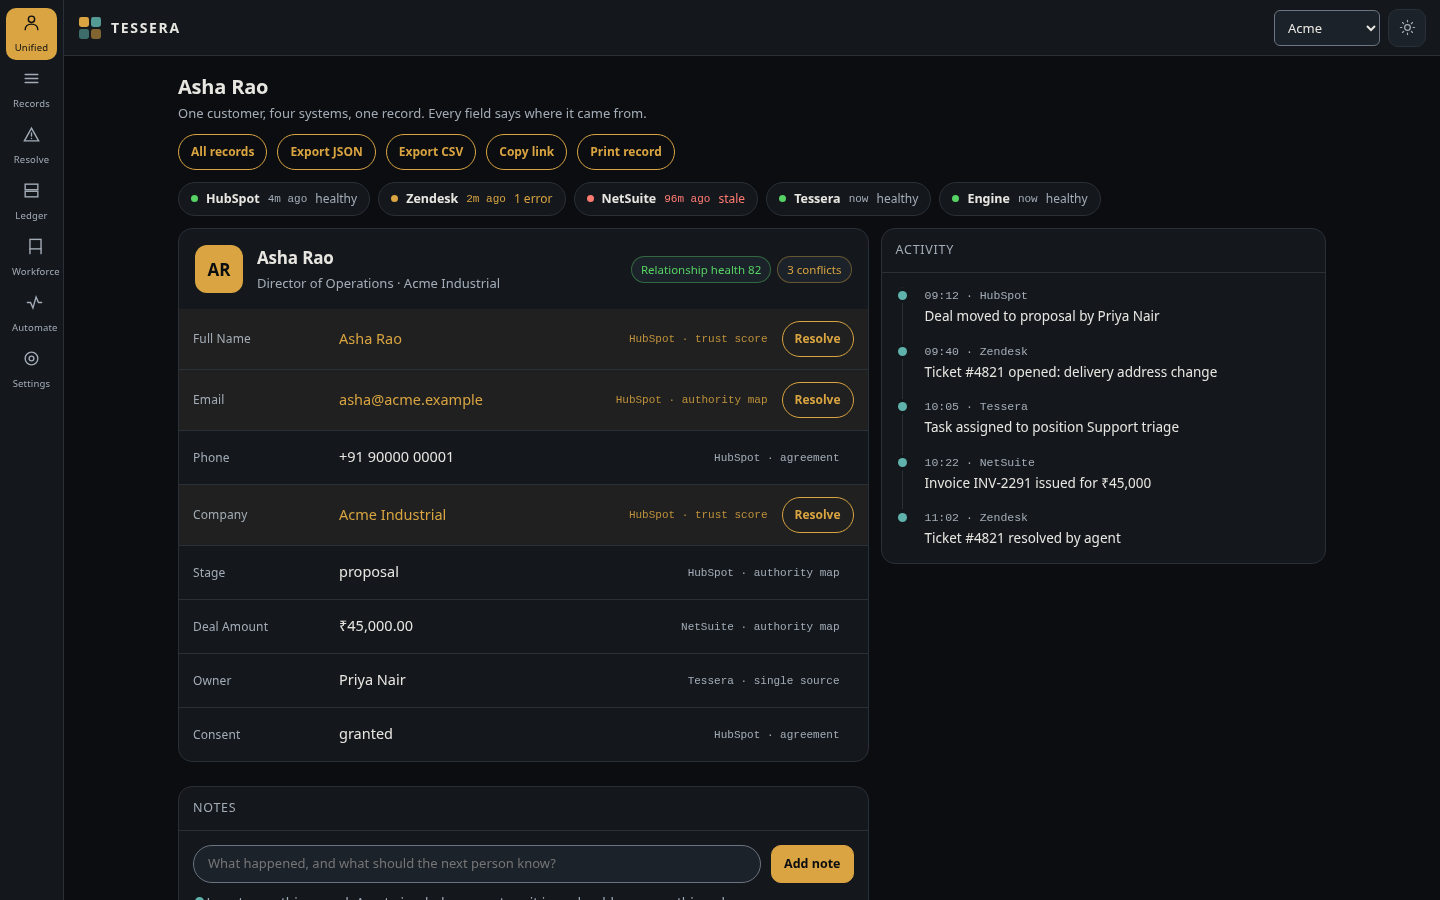 Unified
Records
Resolve
Ledger
Workforce
Automate
Settings
TESSERA
Acme
Asha Rao
One customer, four systems, one record. Every field says where it came from.
All records
Export JSON
Export CSV
Copy link
Print record
HubSpot 4m ago healthy
Zendesk 2m ago 1 error
NetSuite 96m ago stale
Tessera now healthy
Engine now healthy
AR
Asha Rao
Director of Operations · Acme Industrial
Relationship health 82
3 conflicts
Full Name Asha Rao HubSpot · trust score Resolve
Email asha@acme.example HubSpot · authority map Resolve
Phone +91 90000 00001 HubSpot · agreement
Company Acme Industrial HubSpot · trust score Resolve
Stage proposal HubSpot · authority map
Deal Amount ₹45,000.00 NetSuite · authority map
Owner Priya Nair Tessera · single source
Consent granted HubSpot · agreement
NOTES
What happened, and what should the next person know?
Add note
ACTIVITY
09:12 · HubSpot
Deal moved to proposal by Priya Nair
09:40 · Zendesk
Ticket #4821 opened: delivery address change
10:05 · Tessera
Task assigned to position Support triage
10:22 · NetSuite
Invoice INV-2291 issued for ₹45,000
11:02 · Zendesk
Ticket #4821 resolved by agent